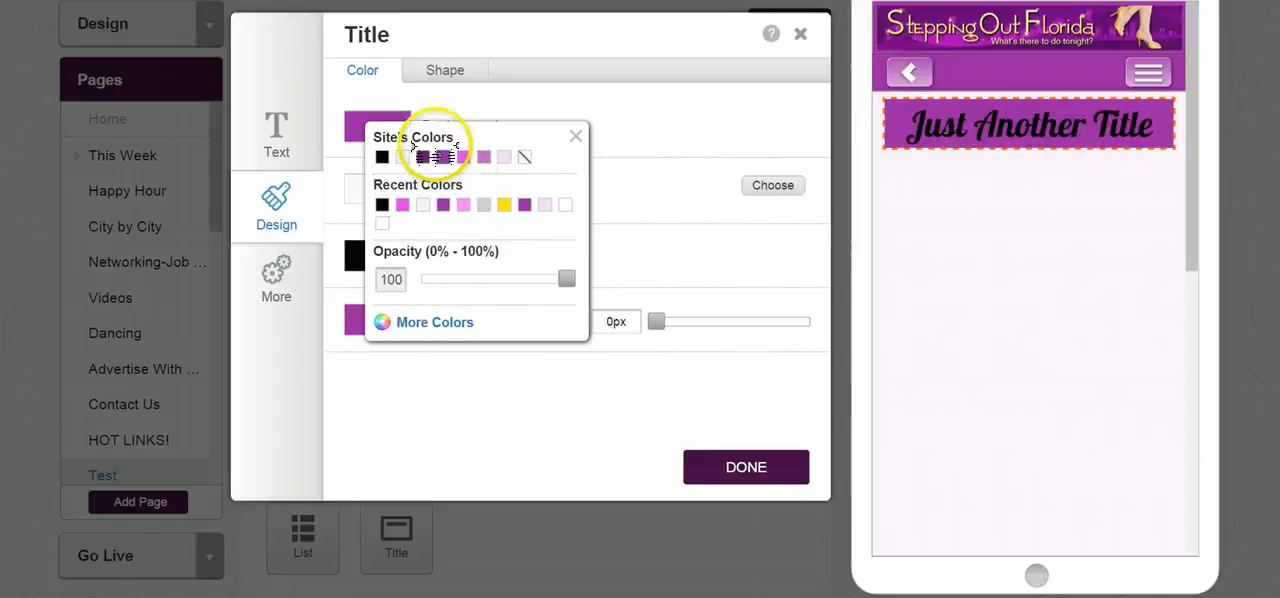 Design
Pages
Home
This Week
Happy Hour
City by City
Networking-Job ...
Videos
Dancing
Advertise With ...
Contact Us
HOT LINKS!
Test
Add Page
Go Live
Title
Color
Shape
Text
Design
More
Site's Colors
Recent Colors
Opacity (0% - 100%)
100
More Colors
Choose
0px
DONE
List
Title
Stepping Out Florida
What's there to do tonight?
Just Another Title